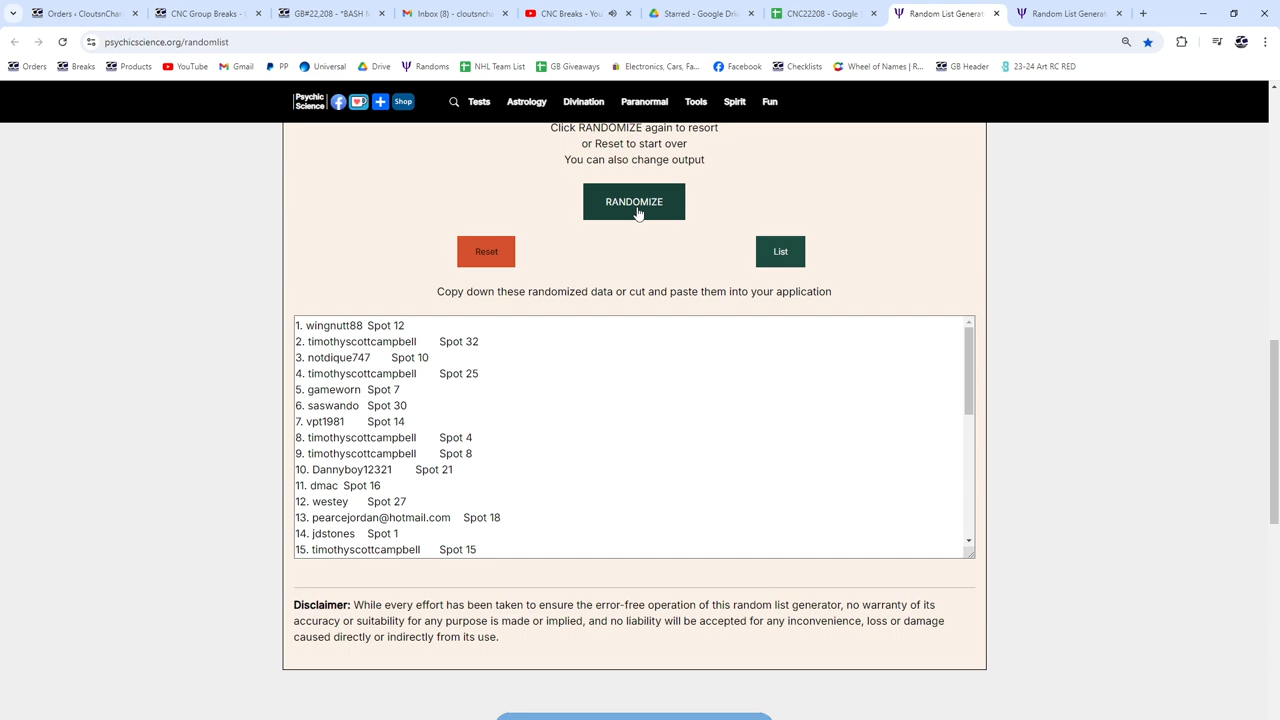 Orders ‹ CloutsnChan
CNC Group Breaks -
GB#22,208 - *BASH M
Inbox (8) - cloutsnch
CNC Breaks - You
Starred - Google Driv
CNC22208 - Google S
Random List Generat
Random List Generato
psychicscience.org/randomlist
Orders
Breaks
Products
YouTube
Gmail
PP
Universal
Drive
Randoms
NHL Team List
GB Giveaways
Electronics, Cars, Fa...
Facebook
Checklists
Wheel of Names | R...
GB Header
23-24 Art RC RED
Psychic
Science
Shop
Tests
Astrology
Divination
Paranormal
Tools
Spirit
Fun
Click RANDOMIZE again to resort
or Reset to start over
You can also change output
RANDOMIZE
Reset
List
Copy down these randomized data or cut and paste them into your application
1. wingnutt88 Spot 12
2. timothyscottcampbell Spot 32
3. notdique747 Spot 10
4. timothyscottcampbell Spot 25
5. gameworn Spot 7
6. saswando Spot 30
7. vpt1981 Spot 14
8. timothyscottcampbell Spot 4
9. timothyscottcampbell Spot 8
10. Dannyboy12321 Spot 21
11. dmac Spot 16
12. westey Spot 27
13. pearcejordan@hotmail.com Spot 18
14. jdstones Spot 1
15. timothyscottcampbell Spot 15
Disclaimer: While every effort has been taken to ensure the error-free operation of this random list generator, no warranty of its
accuracy or suitability for any purpose is made or implied, and no liability will be accepted for any inconvenience, loss or damage
caused directly or indirectly from its use.